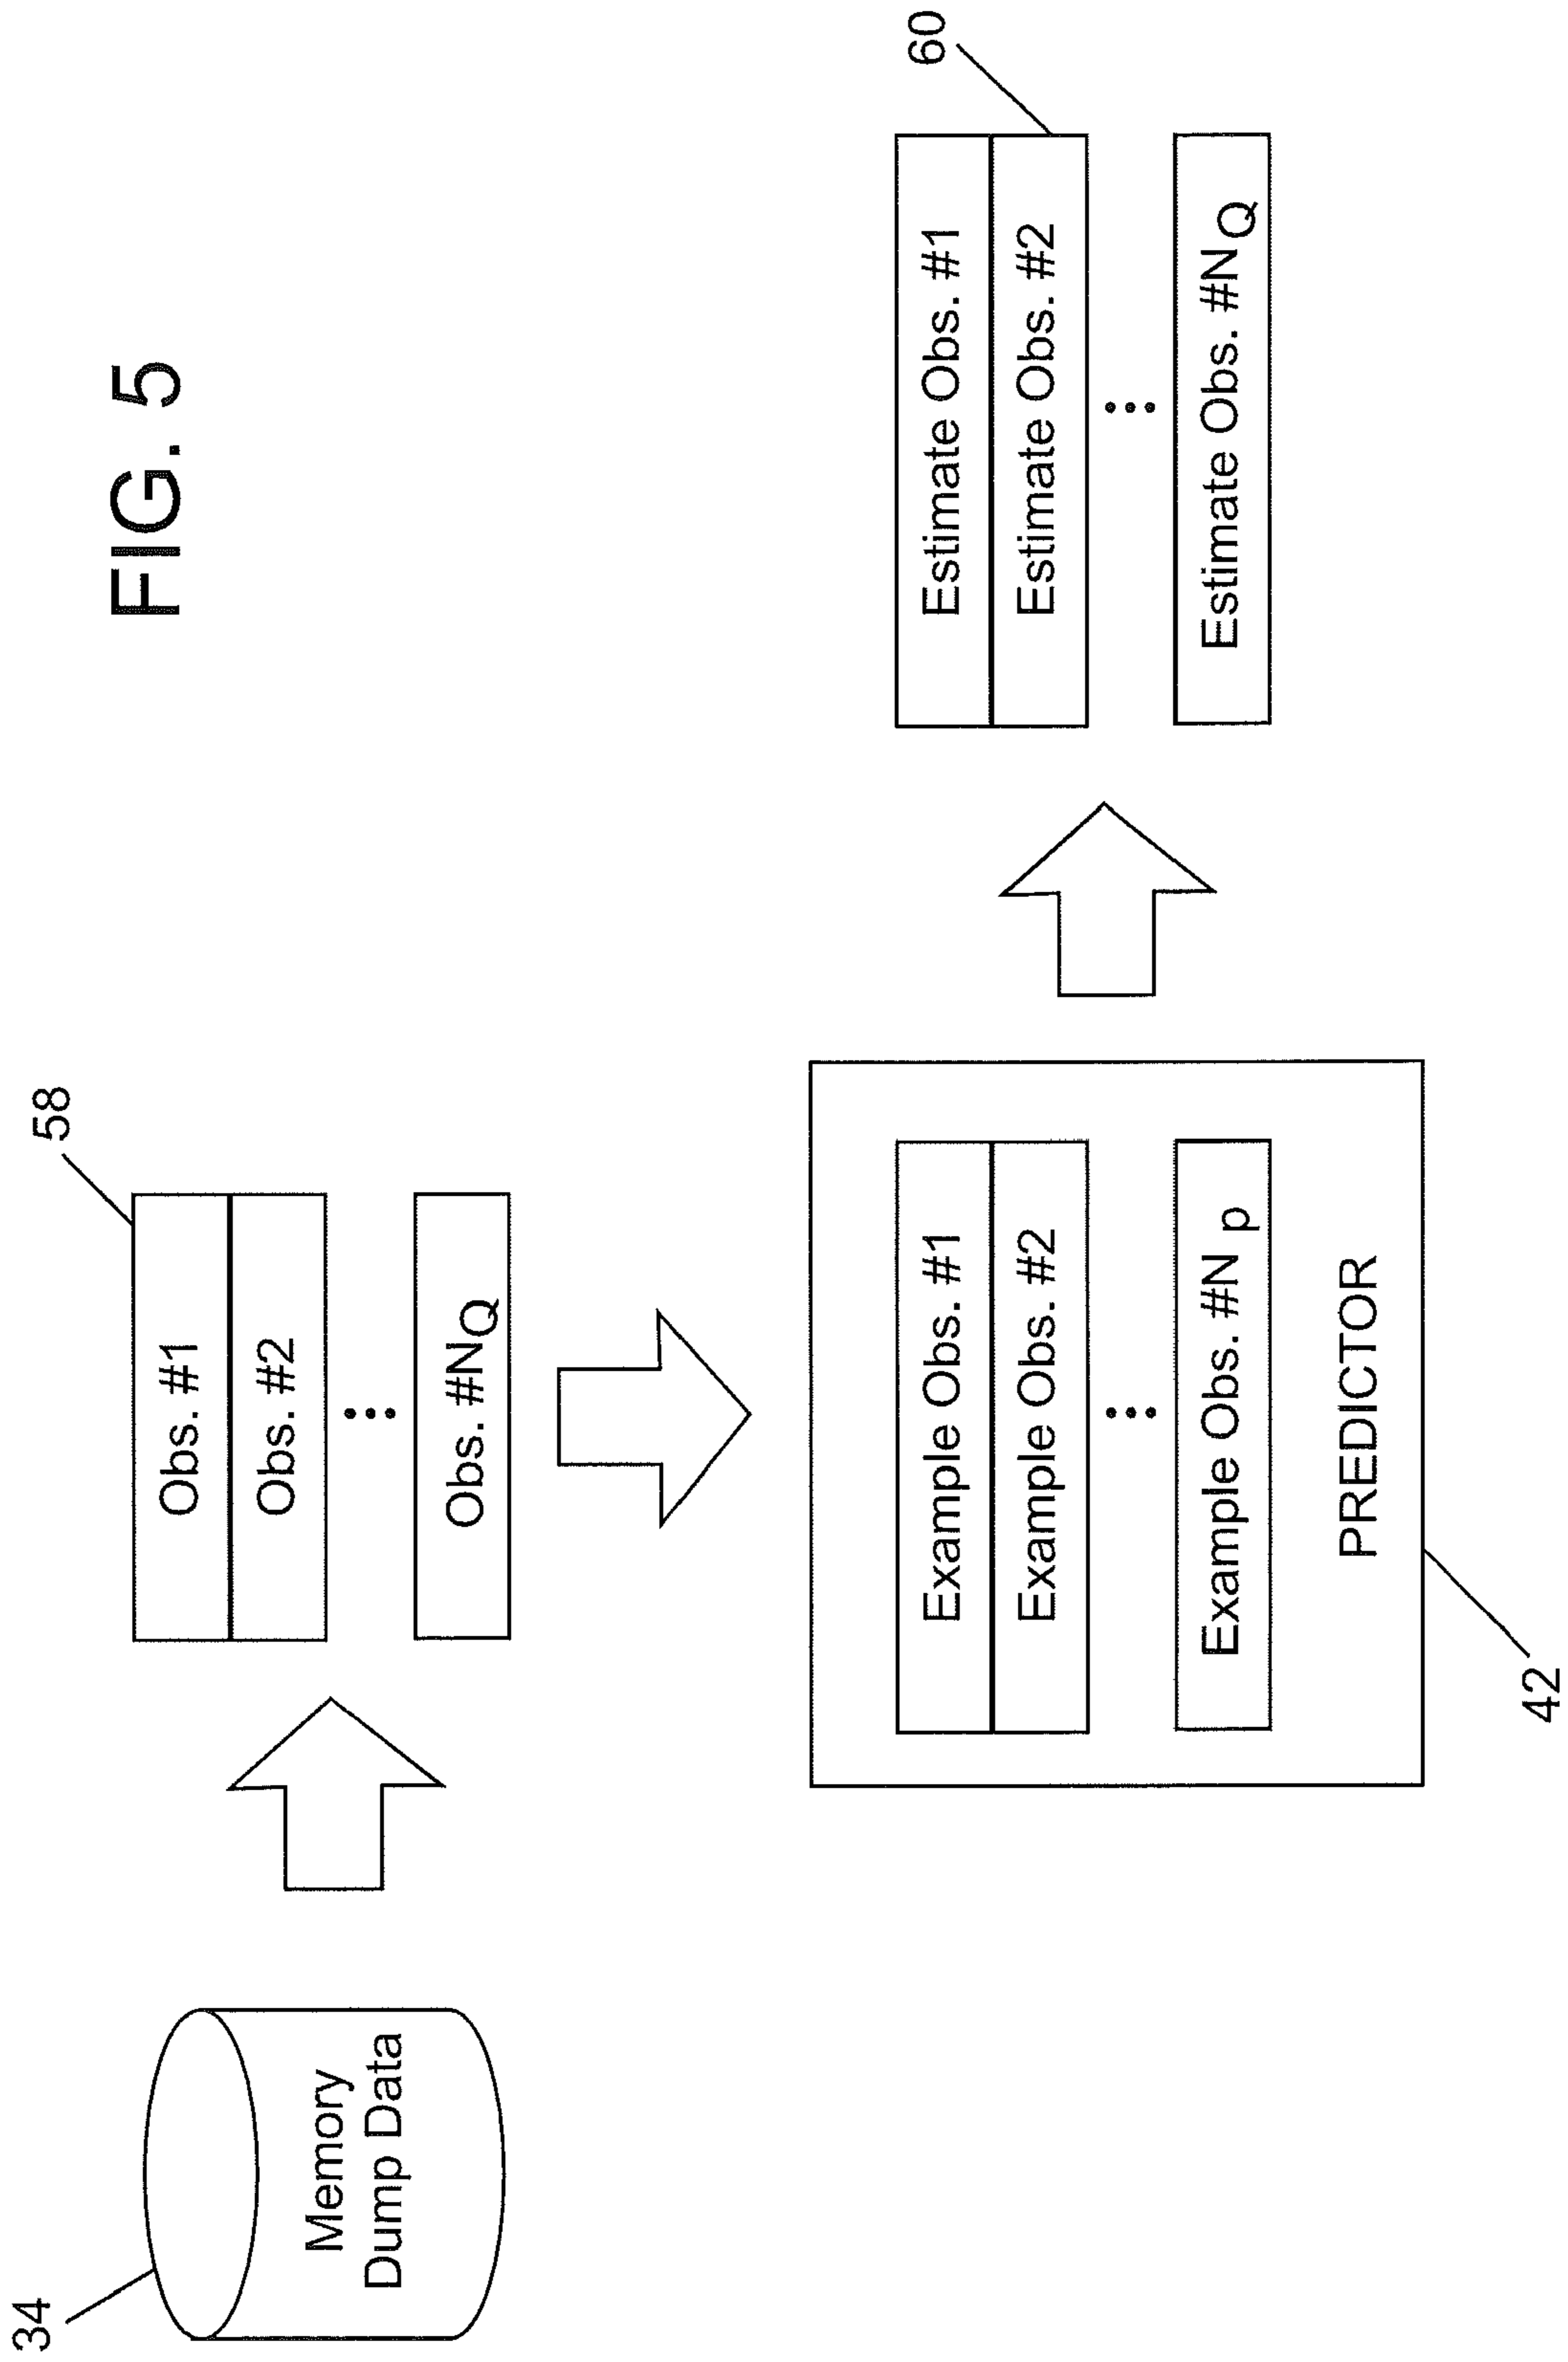 FIG. 5
34
Memory
Dump Data
58
Obs. #1
Obs. #2
Obs. #NQ
Example Obs. #1
Example Obs. #2
Example Obs. #Np
PREDICTOR
42
60
Estimate Obs. #1
Estimate Obs. #2
Estimate Obs. #NQ